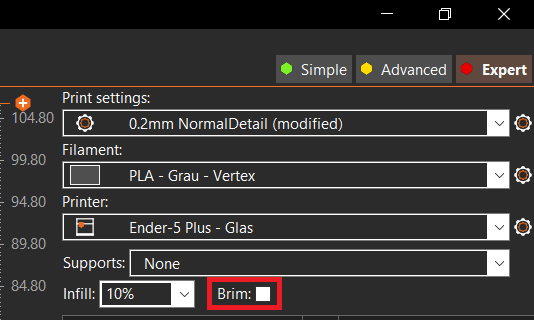 Simple Advanced Expert
Print settings:
104.80
0.2mm NormalDetail (modified)
Filament:
99.80
PLA - Grau - Vertex
94.80
Printer:
Ender-5 Plus - Glas
89.80
Supports: None
84.80
Infill: 10% Brim: